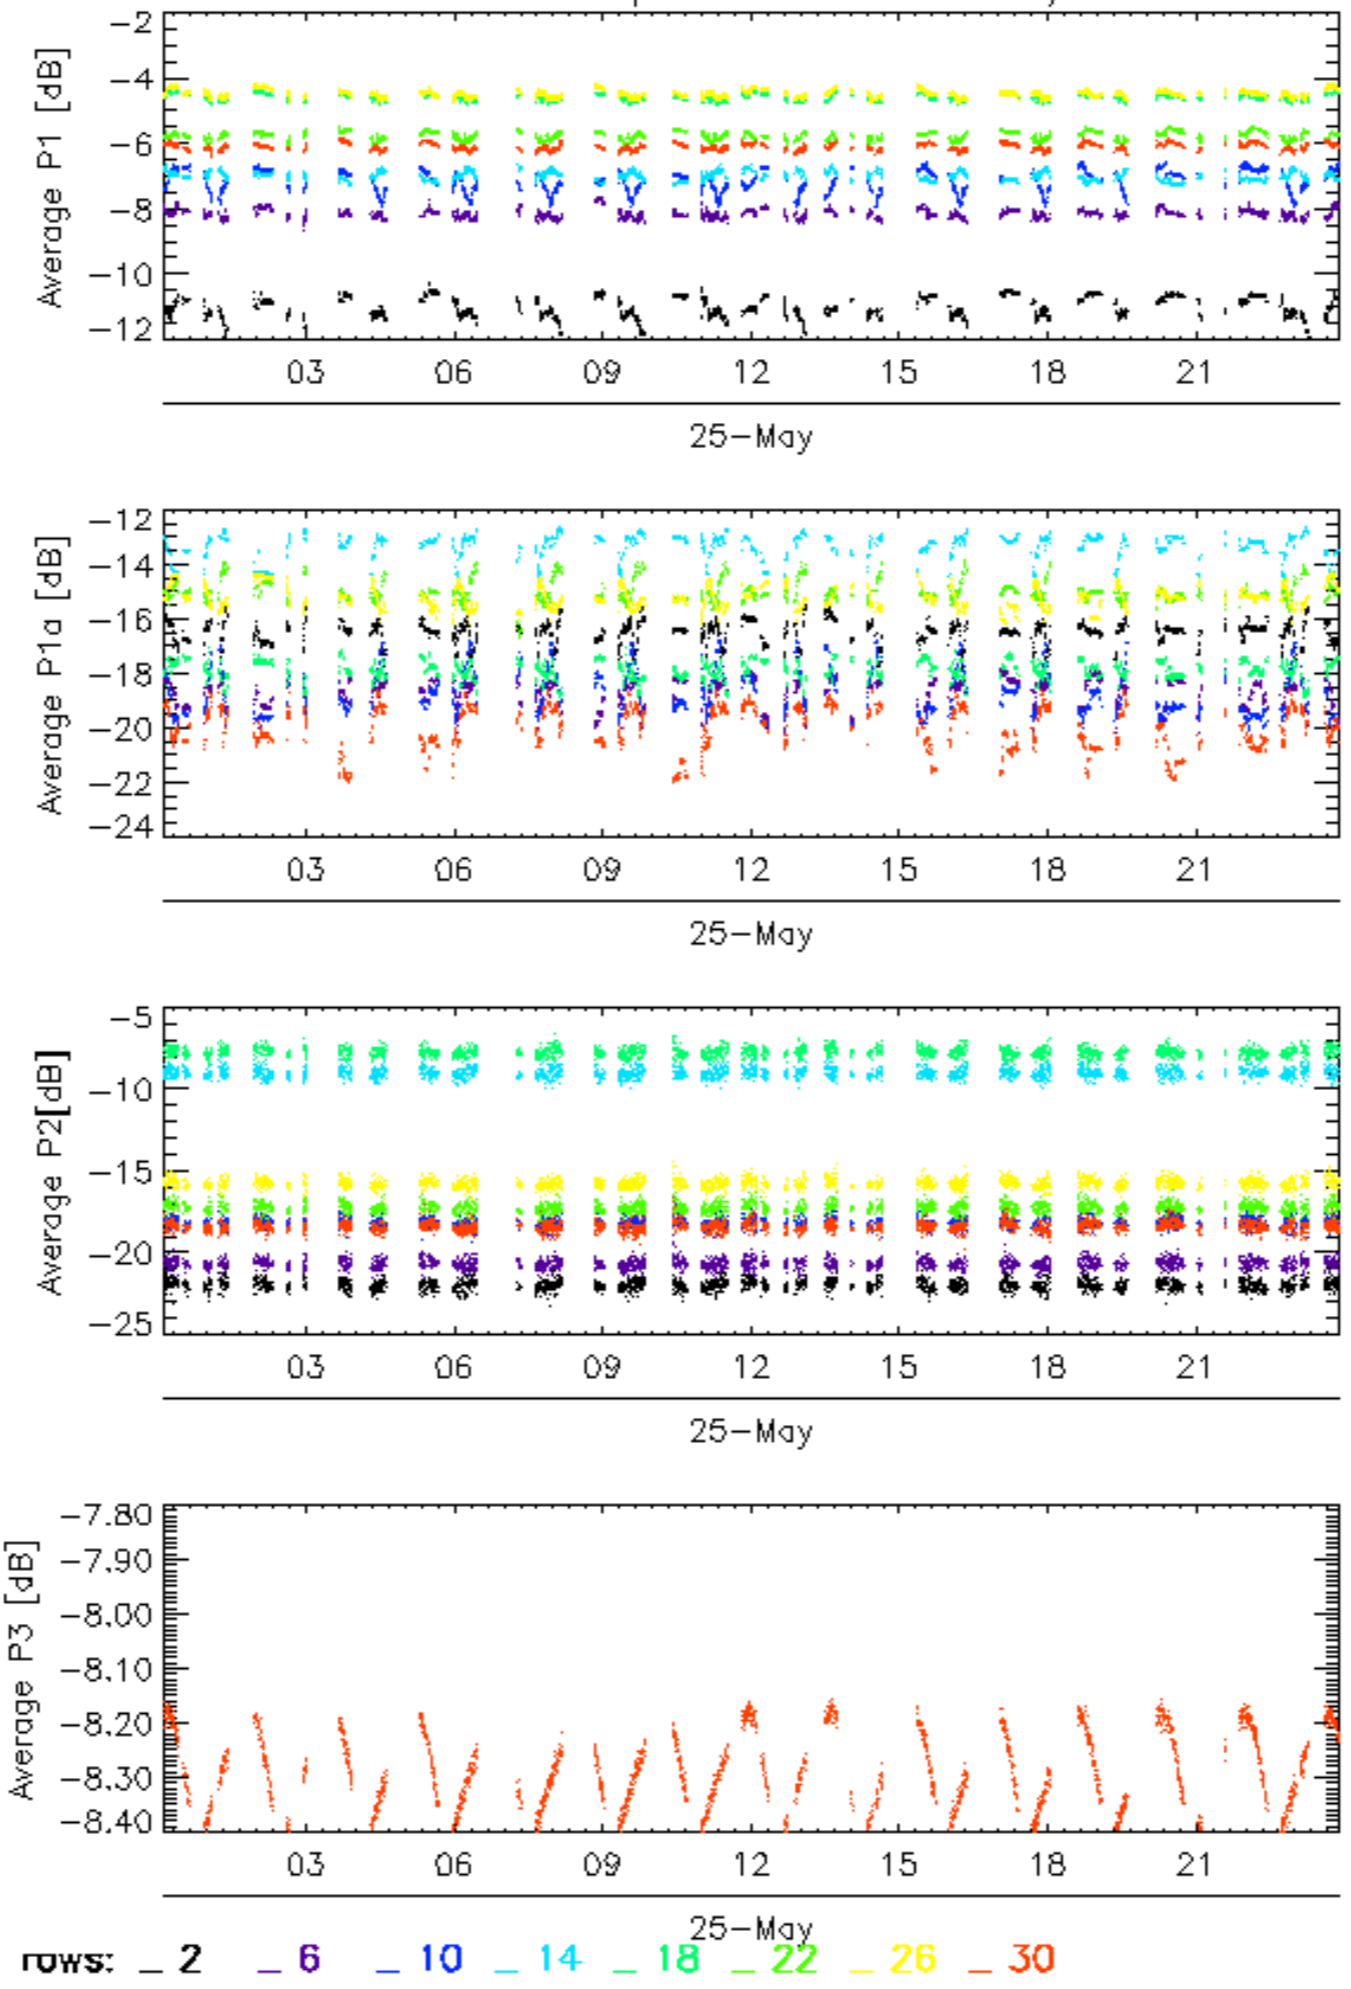 Average P1 [dB]
-2
-4
-6
-8
-10
-12
03 06 09 12 15 18 21
25-May
Average P1a [dB]
-12
-14
-16
-18
-20
-22
-24
03 06 09 12 15 18 21
25-May
Average P2[dB]
-5
-10
-15
-20
-25
03 06 09 12 15 18 21
25-May
Average P3 [dB]
-7.80
-7.90
-8.00
-8.10
-8.20
-8.30
-8.40
03 06 09 12 15 18 21
25-May
rows: _ 2 _ 6 _ 10 _ 14 _ 18 _ 22 _ 26 _ 30